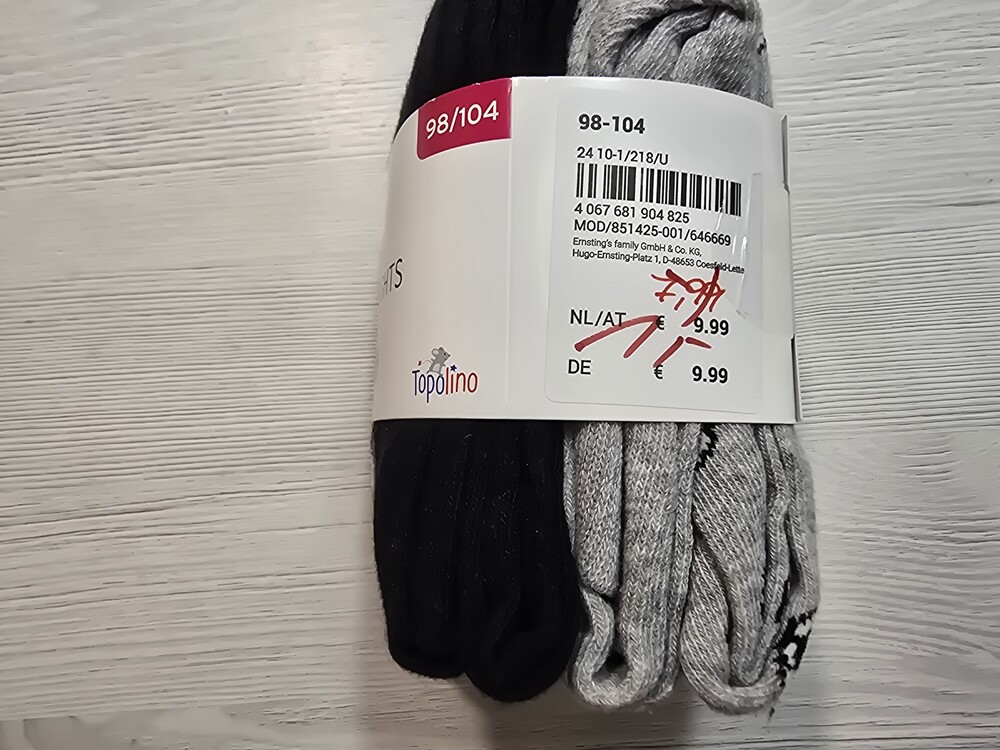 98/104
HTS
Topolino
98-104
24 10-1/218/U
4 067 681 904 825
MOD/851425-001/646669
Ernsting's family GmbH & Co. KG,
Hugo-Ernsting-Platz 1, D-48653 Coesfeld-Lette
NL/AT € 9.99
DE € 9.99